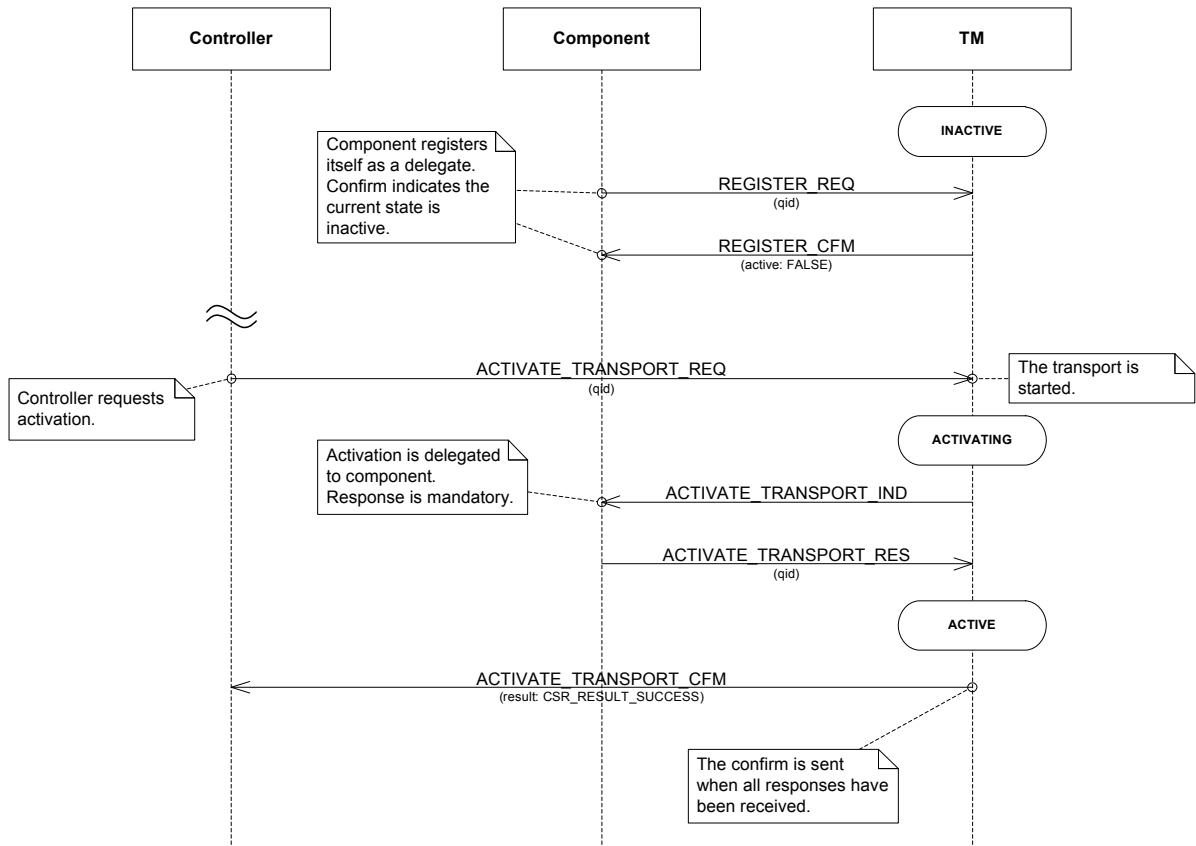 Controller
Component
TM
INACTIVE
Component registers
itself as a delegate.
Confirm indicates the
current state is
inactive.
REGISTER_REQ
(qid)
REGISTER_CFM
(active: FALSE)
ACTIVATE_TRANSPORT_REQ
(qid)
The transport is
started.
Controller requests
activation.
ACTIVATING
Activation is delegated
to component.
Response is mandatory.
ACTIVATE_TRANSPORT_IND
ACTIVATE_TRANSPORT_RES
(qid)
ACTIVE
ACTIVATE_TRANSPORT_CFM
(result: CSR_RESULT_SUCCESS)
The confirm is sent
when all responses have
been received.